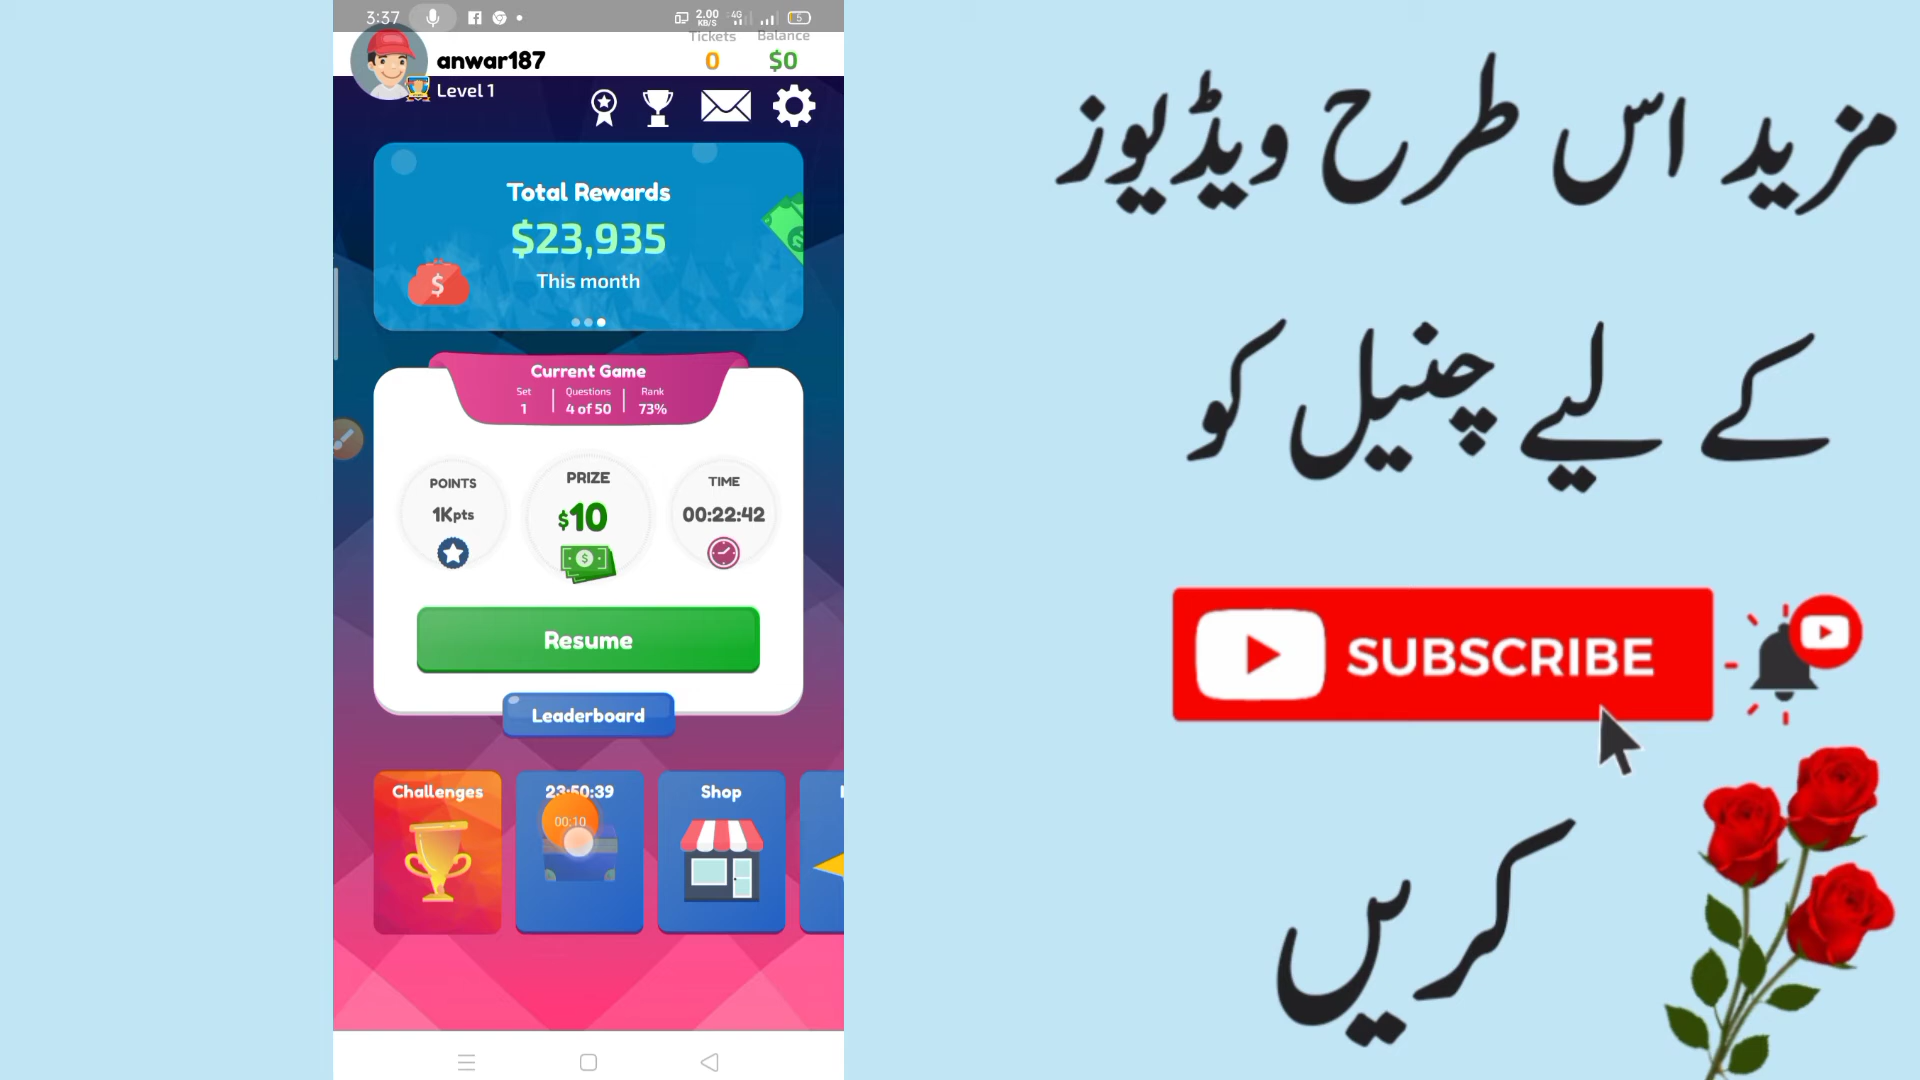 3:37
2.00 KB/S 4G 5
anwar187
Level 1
Tickets
0
Balance
$0
Total Rewards
$23,935
This month
Current Game
Set Questions Rank
1 4 of 50 73%
POINTS
1Kpts
PRIZE
$10
TIME
00:22:42
Resume
Leaderboard
Challenges
23:50:39
00:10
Shop
مزید اس طرح ویڈیوز
کے لیے چنیل کو
SUBSCRIBE
کریں